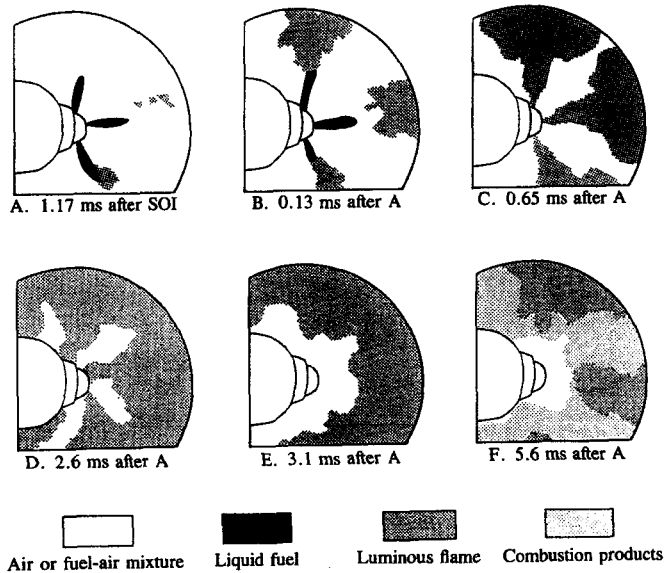 A. 1.17 ms after SOI
B. 0.13 ms after A
C. 0.65 ms after A
D. 2.6 ms after A
E. 3.1 ms after A
F. 5.6 ms after A
Air or fuel-air mixture
Liquid fuel
Luminous flame
Combustion products